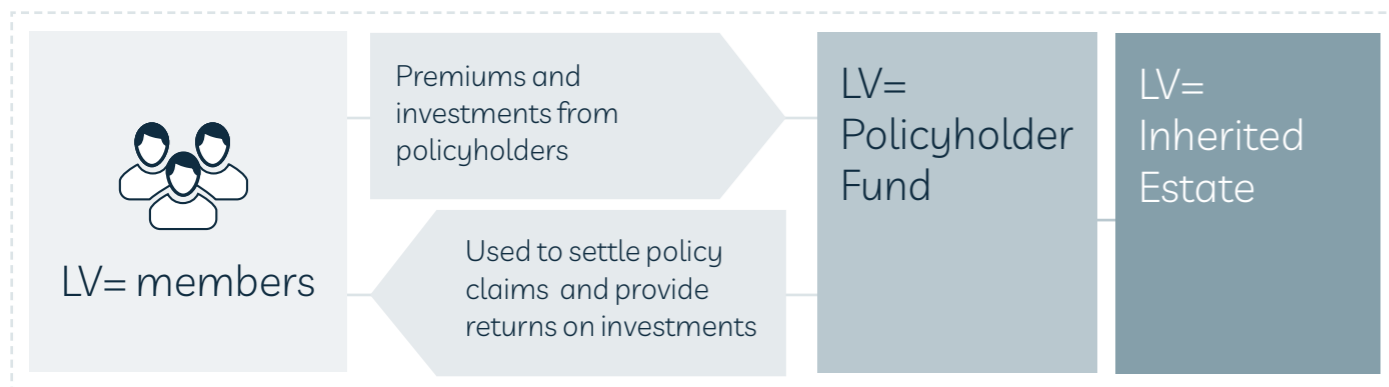 LV= members
Premiums and
investments from
policyholders
Used to settle policy
claims  and provide
returns on investments
LV=
Policyholder
Fund
LV=
Inherited
Estate